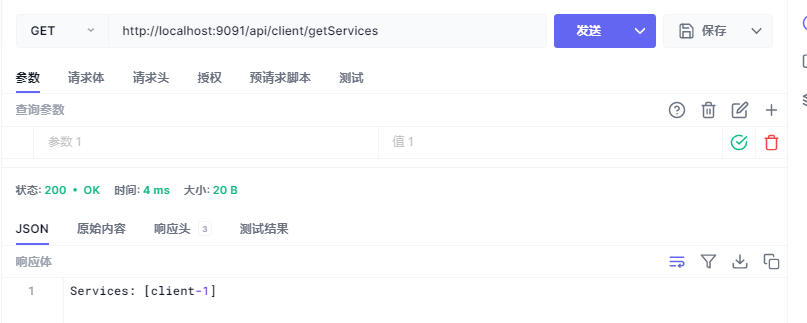 GET http://localhost:9091/api/client/getServices 发送 保存
参数 请求体 请求头 授权 预请求脚本 测试
查询参数
参数 1 值 1
状态: 200 • OK 时间: 4 ms 大小: 20 B
JSON 原始内容 响应头 3 测试结果
响应体
1 Services: [client-1]